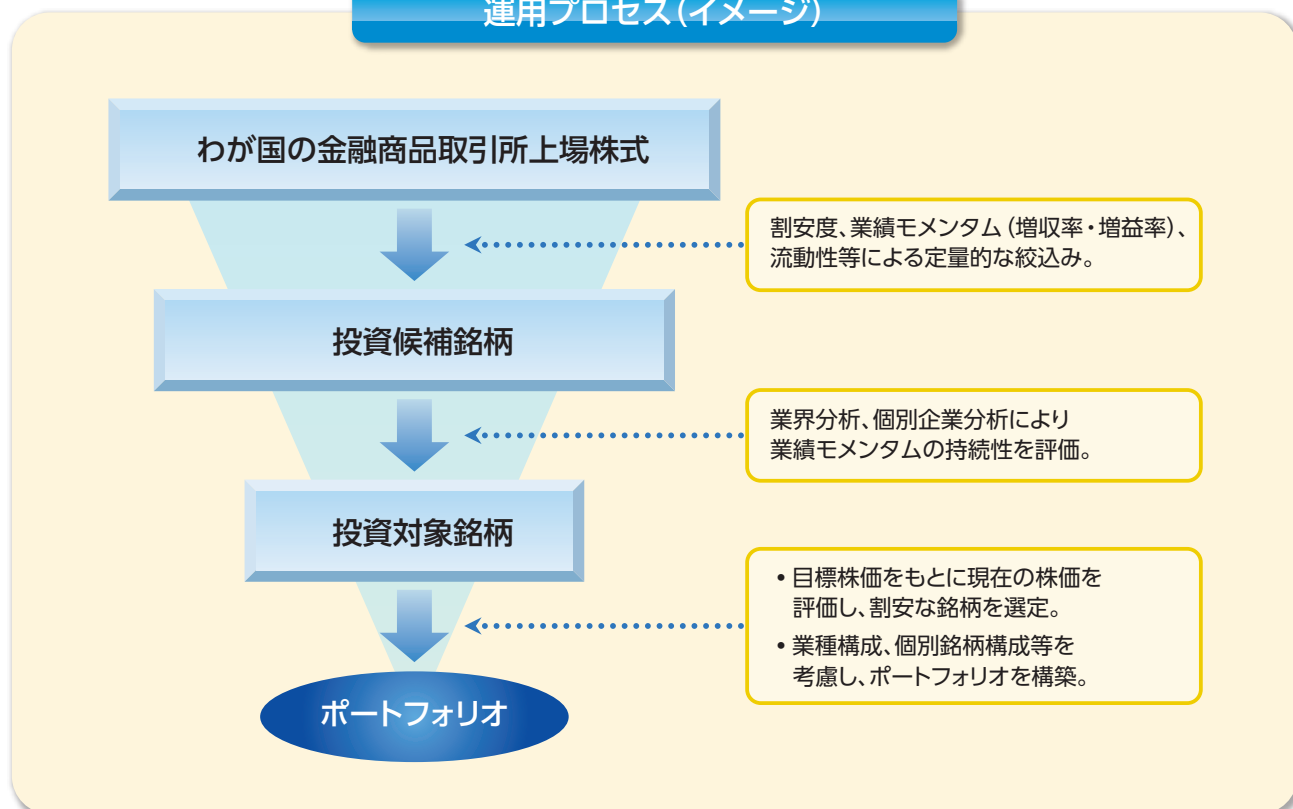 運用プロセス(イメージ)
わが国の金融商品取引所上場株式
割安度、業績モメンタム(増収率・増益率)、
流動性等による定量的な絞込み。
投資候補銘柄
業界分析、個別企業分析により
業績モメンタムの持続性を評価。
投資対象銘柄
• 目標株価をもとに現在の株価を
評価し、割安な銘柄を選定。
• 業種構成、個別銘柄構成等を
考慮し、ポートフォリオを構築。
ポートフォリオ